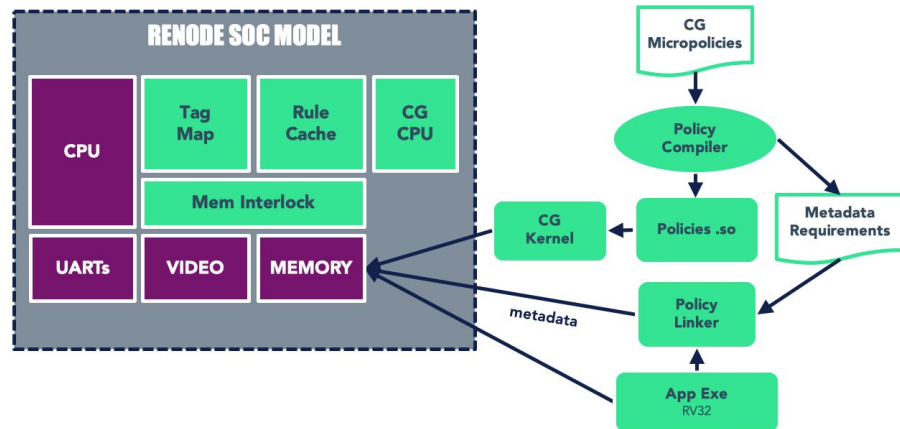 RENODE SOC MODEL
CPU
Tag
Map
Rule
Cache
CG
CPU
Mem Interlock
UARTs
VIDEO
MEMORY
CG
Micropolicies
Policy
Compiler
CG
Kernel
Policies .so
Metadata
Requirements
metadata
Policy
Linker
App Exe
RV32